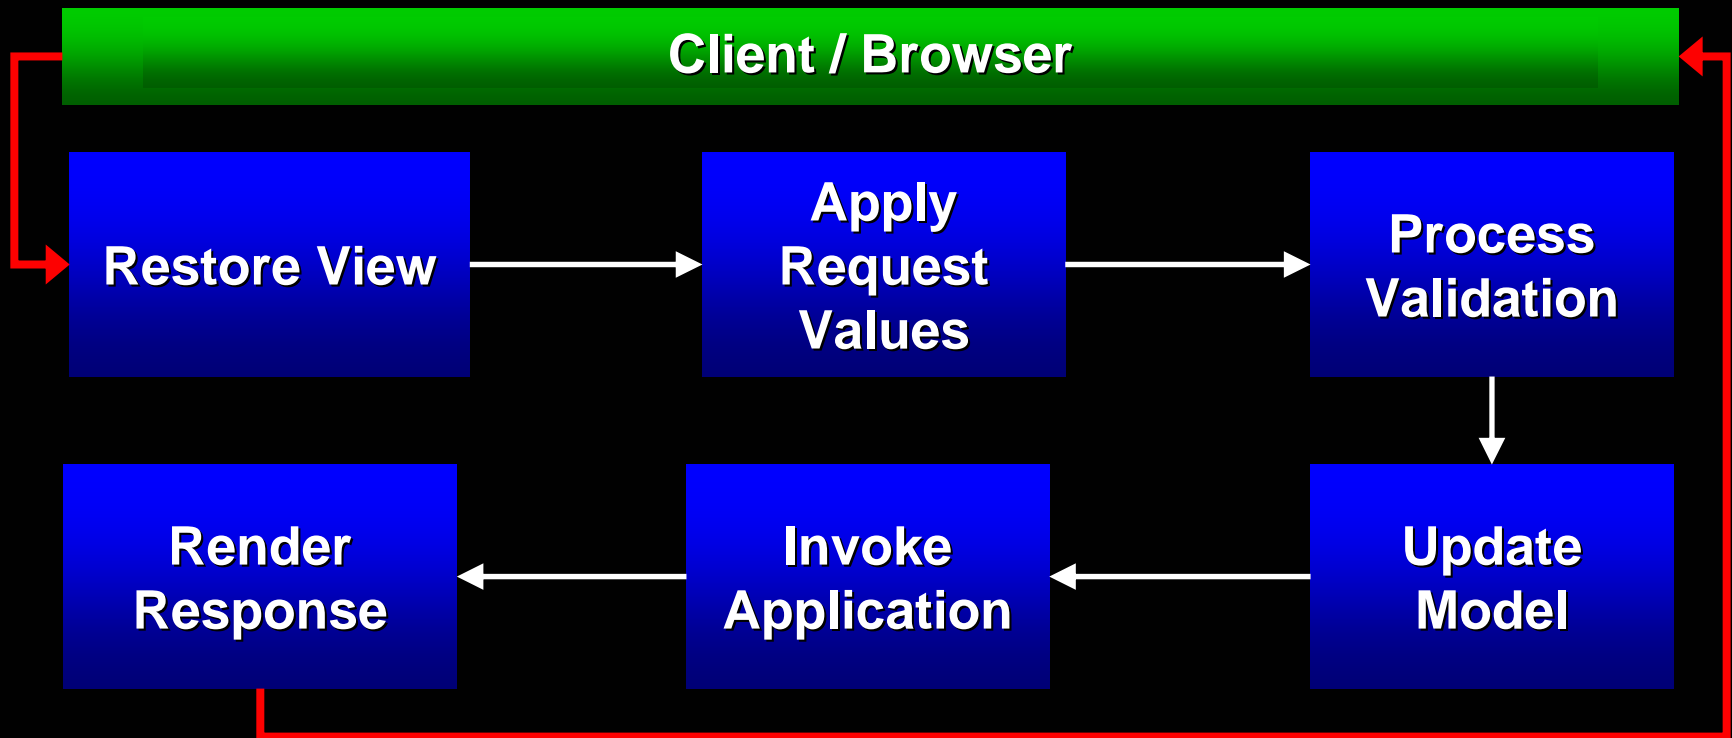 Client / Browser
Restore View
Apply
Request
Values
Process
Validation
Render
Response
Invoke
Application
Update
Model